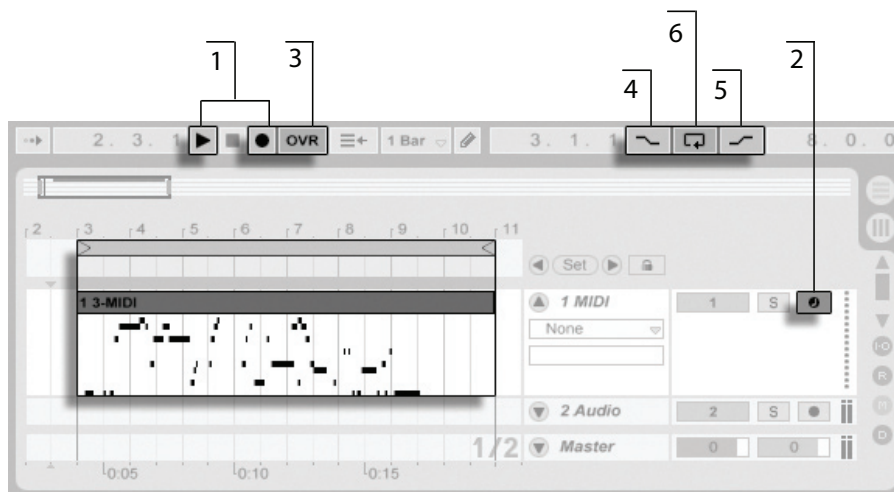 6
1 3 2
4 5
2 . 3 . 1 OVR 1 Bar 3 . 1 . 1 8 . 0 . 0
2 3 4 5 6 7 8 9 10 11
Set
1 3-MIDI
1 MIDI 1 S
None
2 Audio 2 S
1/2 Master 0 0
I-O
R
M
D
0:05 0:10 0:15